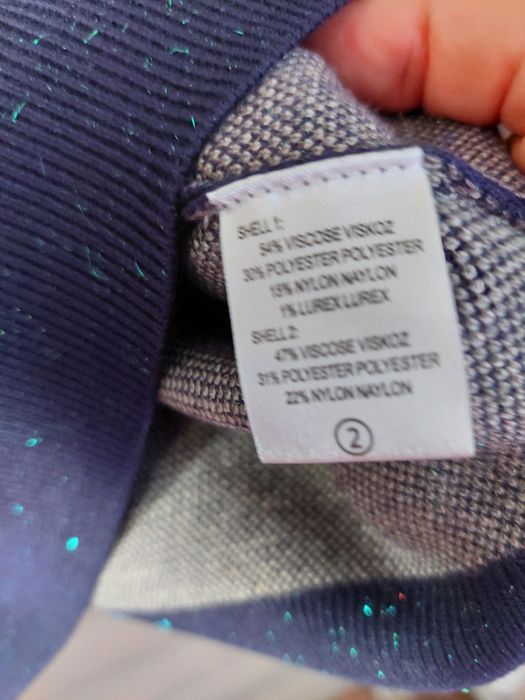 SHELL 1:
54% VISCOSE VISKOZ
30% POLYESTER POLYESTER
15% NYLON NAYLON
1% LUREX LUREX
SHELL 2:
47% VISCOSE VISKOZ
31% POLYESTER POLYESTER
22% NYLON NAYLON
2